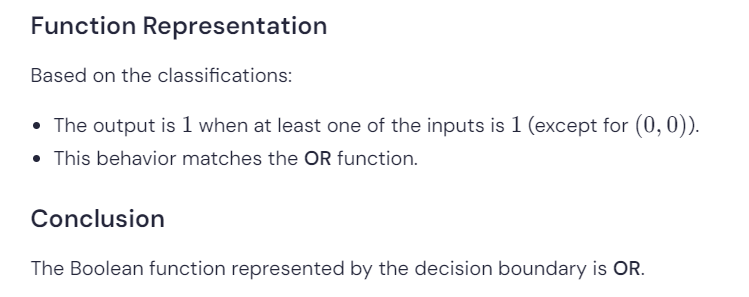 Function Representation
Based on the classifications:
• The output is 1 when at least one of the inputs is 1 (except for (0, 0)).
• This behavior matches the OR function.
Conclusion
The Boolean function represented by the decision boundary is OR.